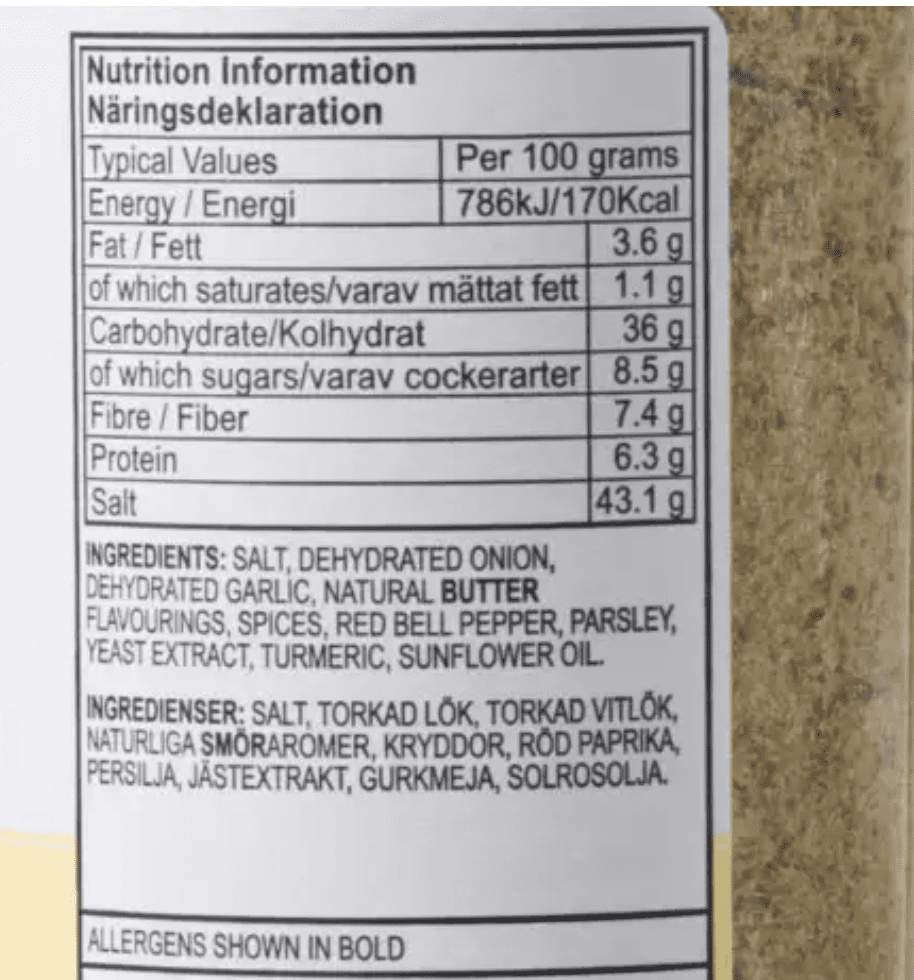 Nutrition Information
Näringsdeklaration
Typical Values Per 100 grams
Energy / Energi 786kJ/170Kcal
Fat / Fett 3.6 g
of which saturates/varav mättat fett 1.1 g
Carbohydrate/Kolhydrat 36 g
of which sugars/varav cockerarter 8.5 g
Fibre / Fiber 7.4 g
Protein 6.3 g
Salt 43.1 g
INGREDIENTS: SALT, DEHYDRATED ONION,
DEHYDRATED GARLIC, NATURAL BUTTER
FLAVOURINGS, SPICES, RED BELL PEPPER, PARSLEY,
YEAST EXTRACT, TURMERIC, SUNFLOWER OIL.
INGREDIENSER: SALT, TORKAD LÖK, TORKAD VITLÖK,
NATURLIGA SMÖRAROMER, KRYDDOR, RÖD PAPRIKA,
PERSILJA, JÄSTEXTRAKT, GURKMEJA, SOLROSOLJA.
ALLERGENS SHOWN IN BOLD